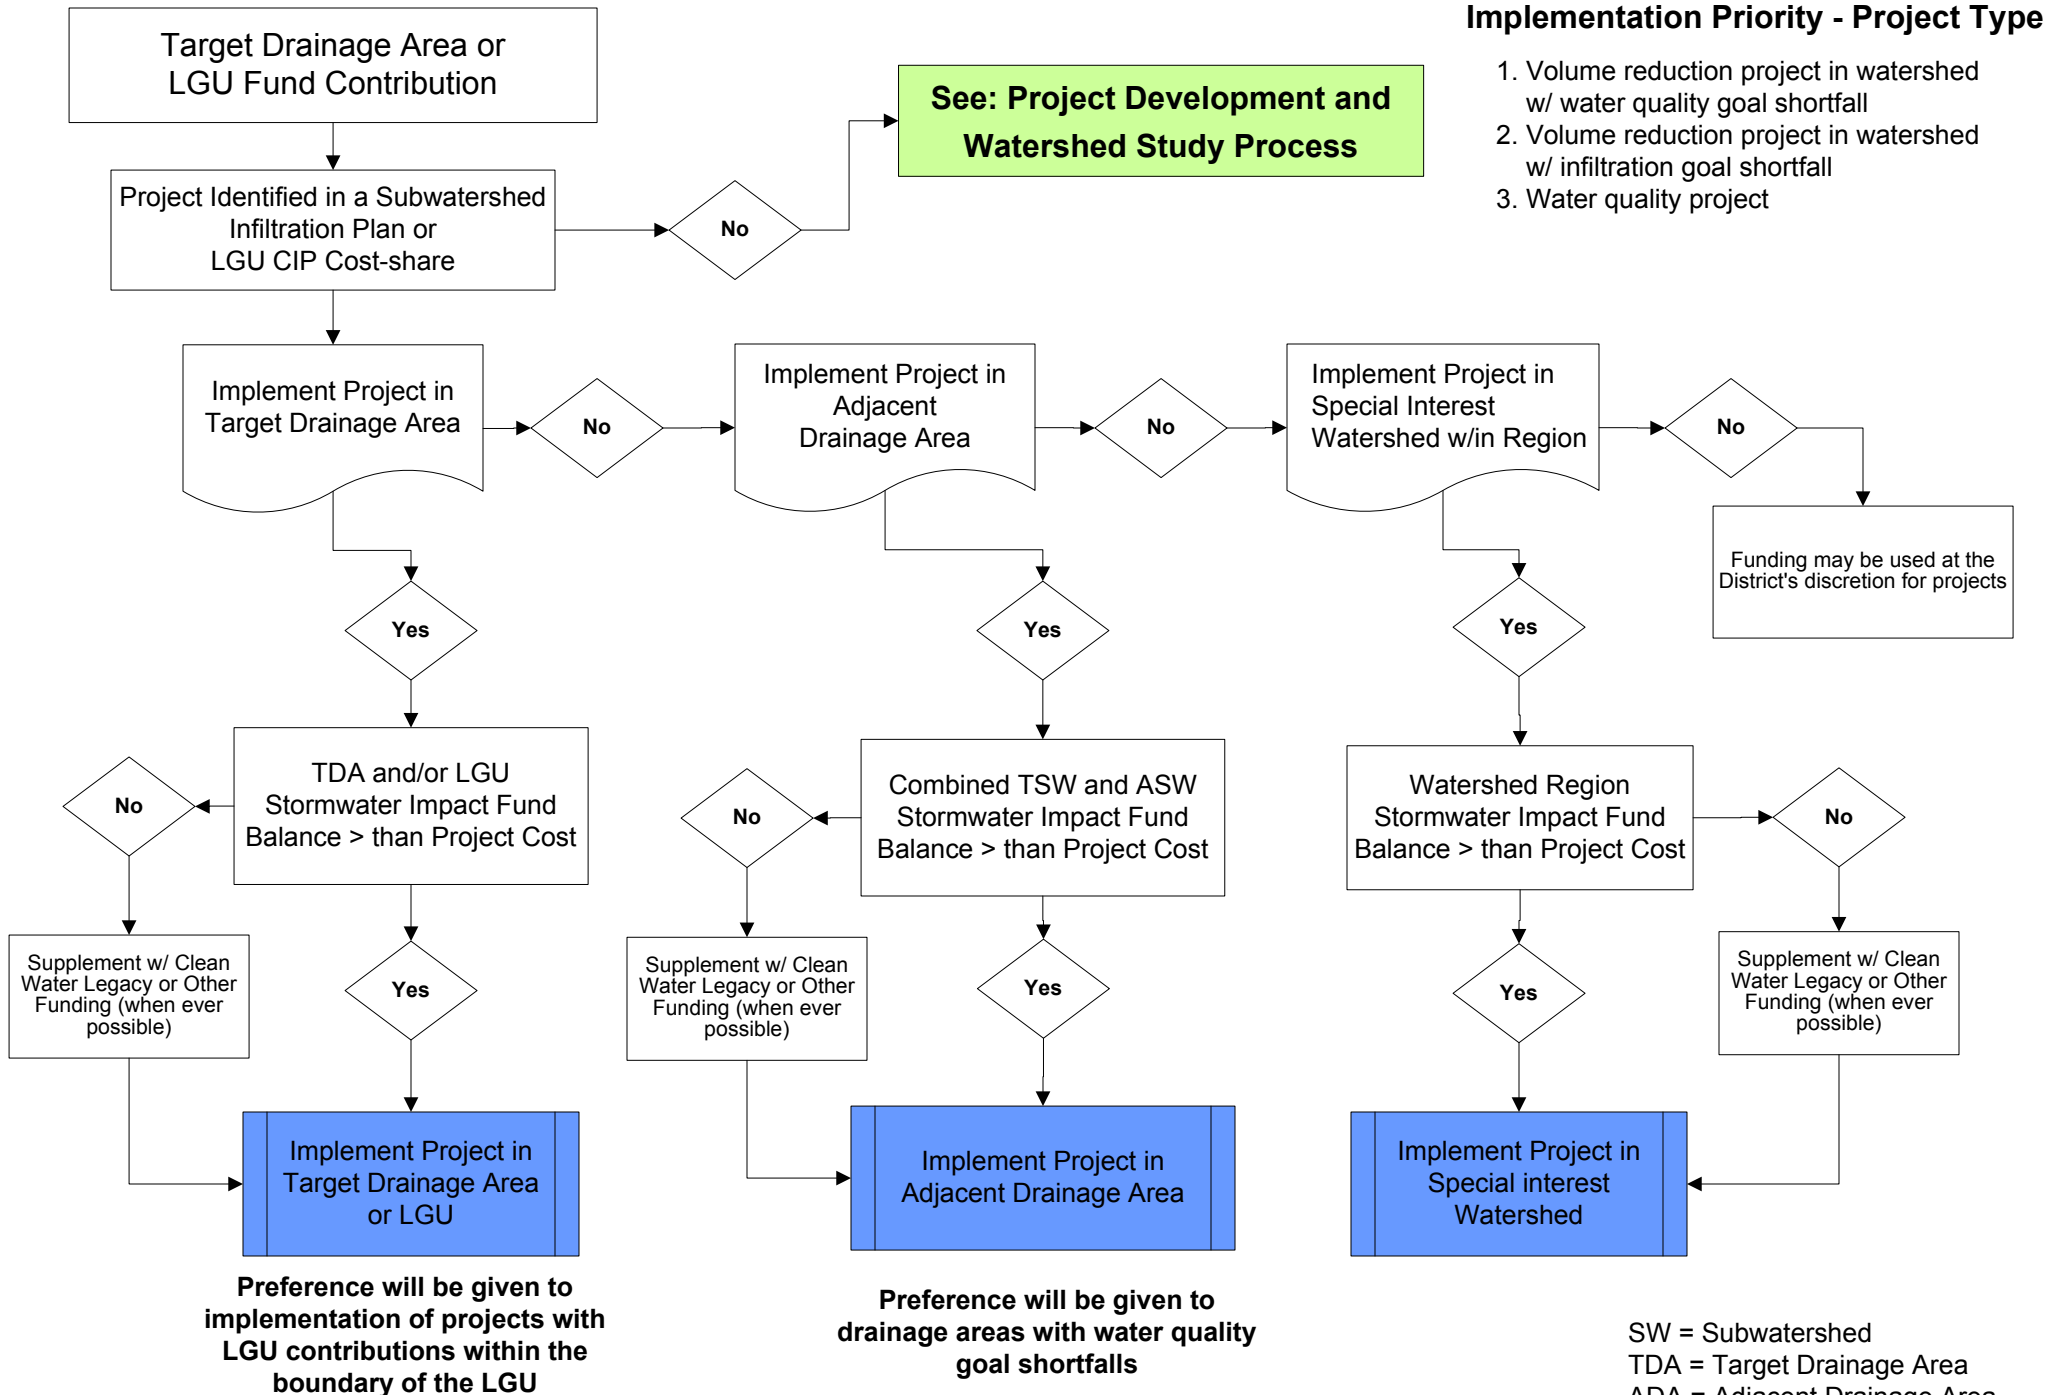 Implementation Priority - Project Type
1. Volume reduction project in watershed
w/ water quality goal shortfall
2. Volume reduction project in watershed
w/ infiltration goal shortfall
3. Water quality project
Target Drainage Area or
LGU Fund Contribution
See: Project Development and
Watershed Study Process
Project Identified in a Subwatershed
Infiltration Plan or
LGU CIP Cost-share
No
Implement Project in
Target Drainage Area
No
Implement Project in
Adjacent
Drainage Area
No
Implement Project in
Special Interest
Watershed w/in Region
No
Funding may be used at the
District's discretion for projects
Yes
Yes
Yes
No
TDA and/or LGU
Stormwater Impact Fund
Balance > than Project Cost
No
Combined TSW and ASW
Stormwater Impact Fund
Balance > than Project Cost
Watershed Region
Stormwater Impact Fund
Balance > than Project Cost
No
Supplement w/ Clean
Water Legacy or Other
Funding (when ever
possible)
Yes
Supplement w/ Clean
Water Legacy or Other
Funding (when ever
possible)
Yes
Yes
Supplement w/ Clean
Water Legacy or Other
Funding (when ever
possible)
Implement Project in
Target Drainage Area
or LGU
Implement Project in
Adjacent Drainage Area
Implement Project in
Special interest
Watershed
Preference will be given to
implementation of projects with
LGU contributions within the
boundary of the LGU
Preference will be given to
drainage areas with water quality
goal shortfalls
SW = Subwatershed
TDA = Target Drainage Area
ADA = Adjacent Drainage Area